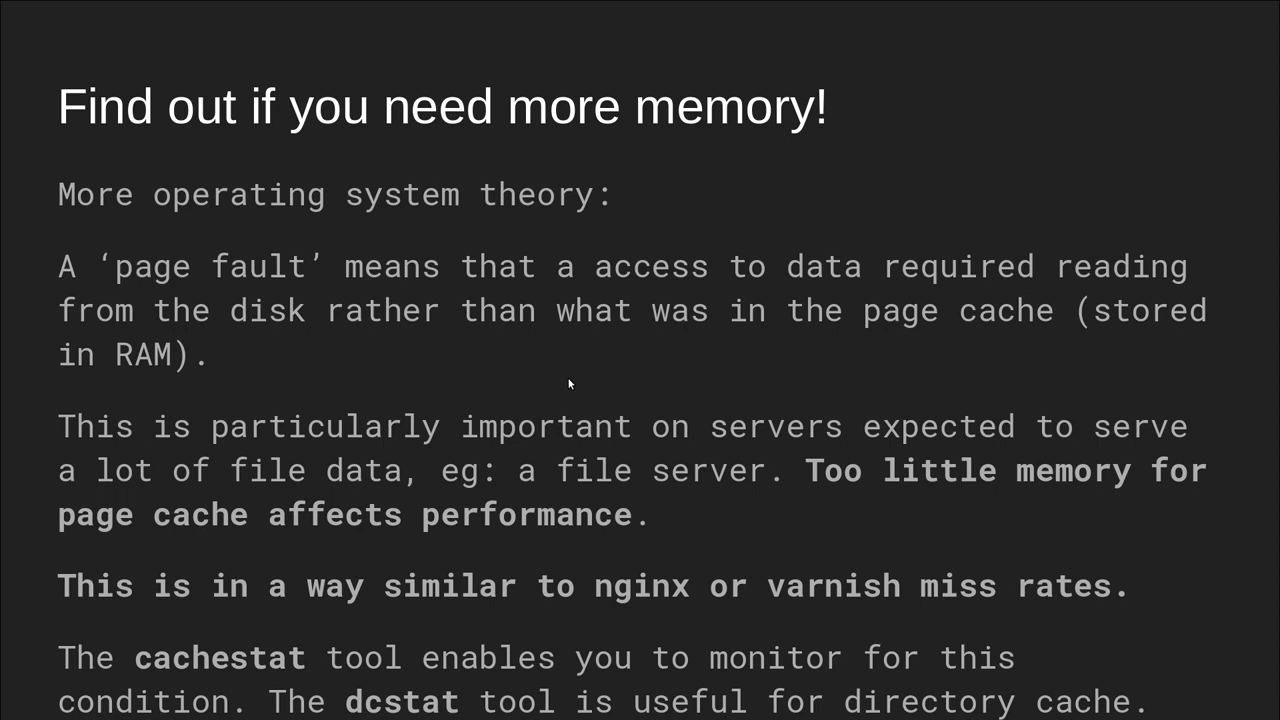 Find out if you need more memory!
More operating system theory:
A ‘page fault’ means that a access to data required reading
from the disk rather than what was in the page cache (stored
in RAM).
This is particularly important on servers expected to serve
a lot of file data, eg: a file server. Too little memory for
page cache affects performance.
This is in a way similar to nginx or varnish miss rates.
The cachestat tool enables you to monitor for this
condition. The dcstat tool is useful for directory cache.